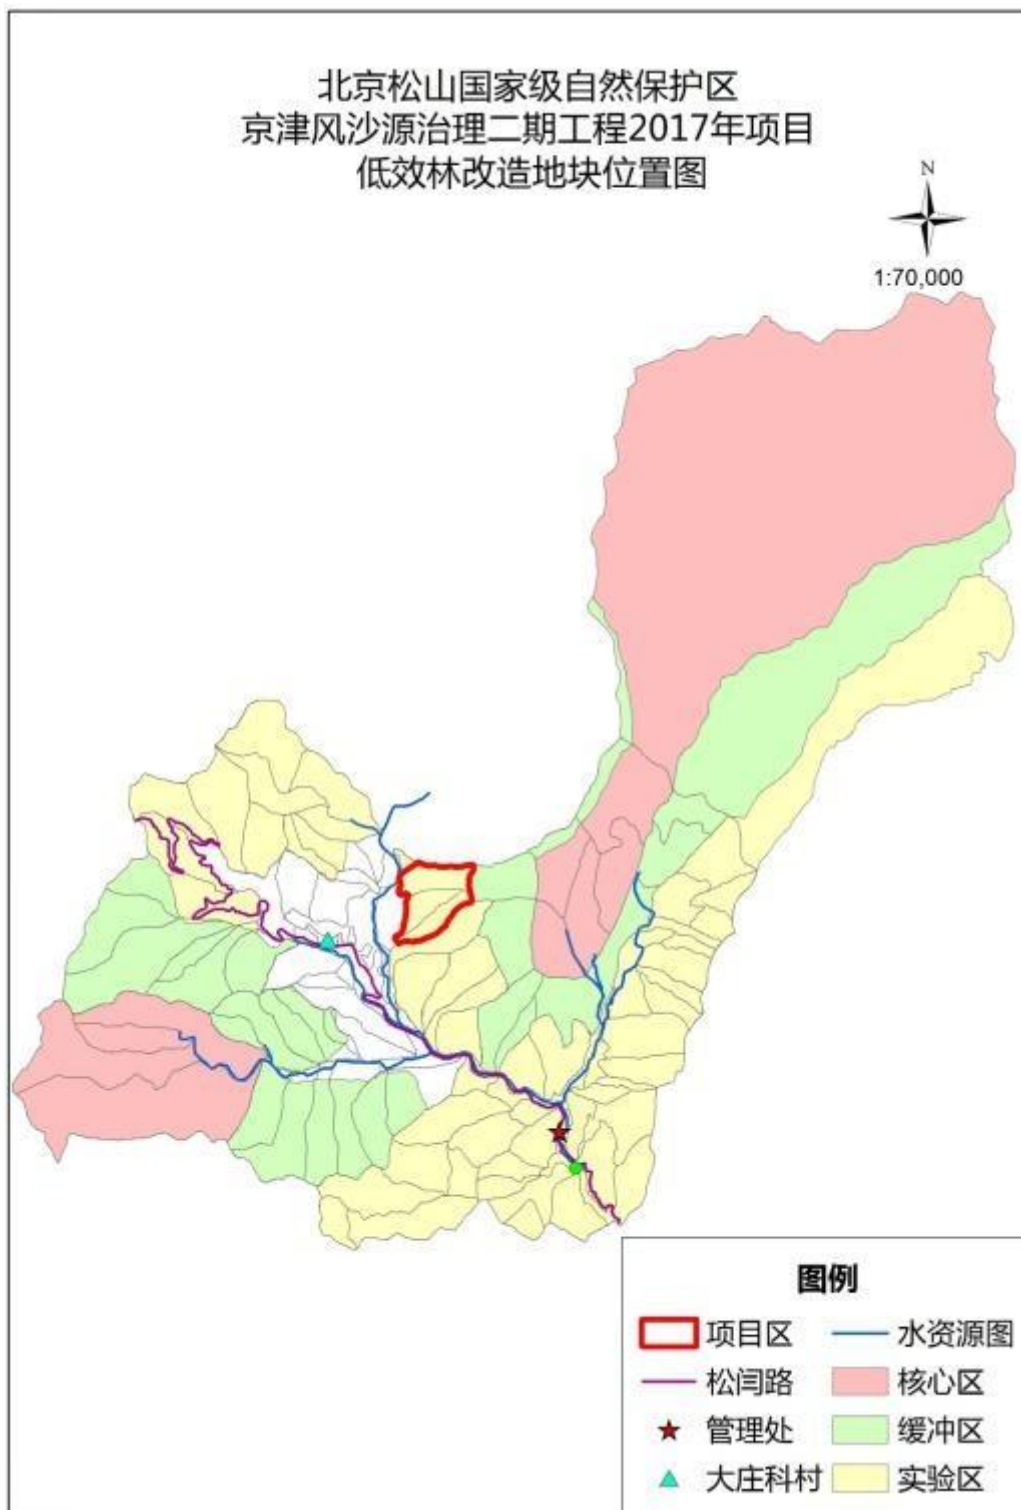 北京松山国家级自然保护区
京津风沙源治理二期工程2017年项目
低效林改造地块位置图
N
1:70,000
图例
项目区
水资源图
松闫路
核心区
管理处
缓冲区
大庄科村
实验区